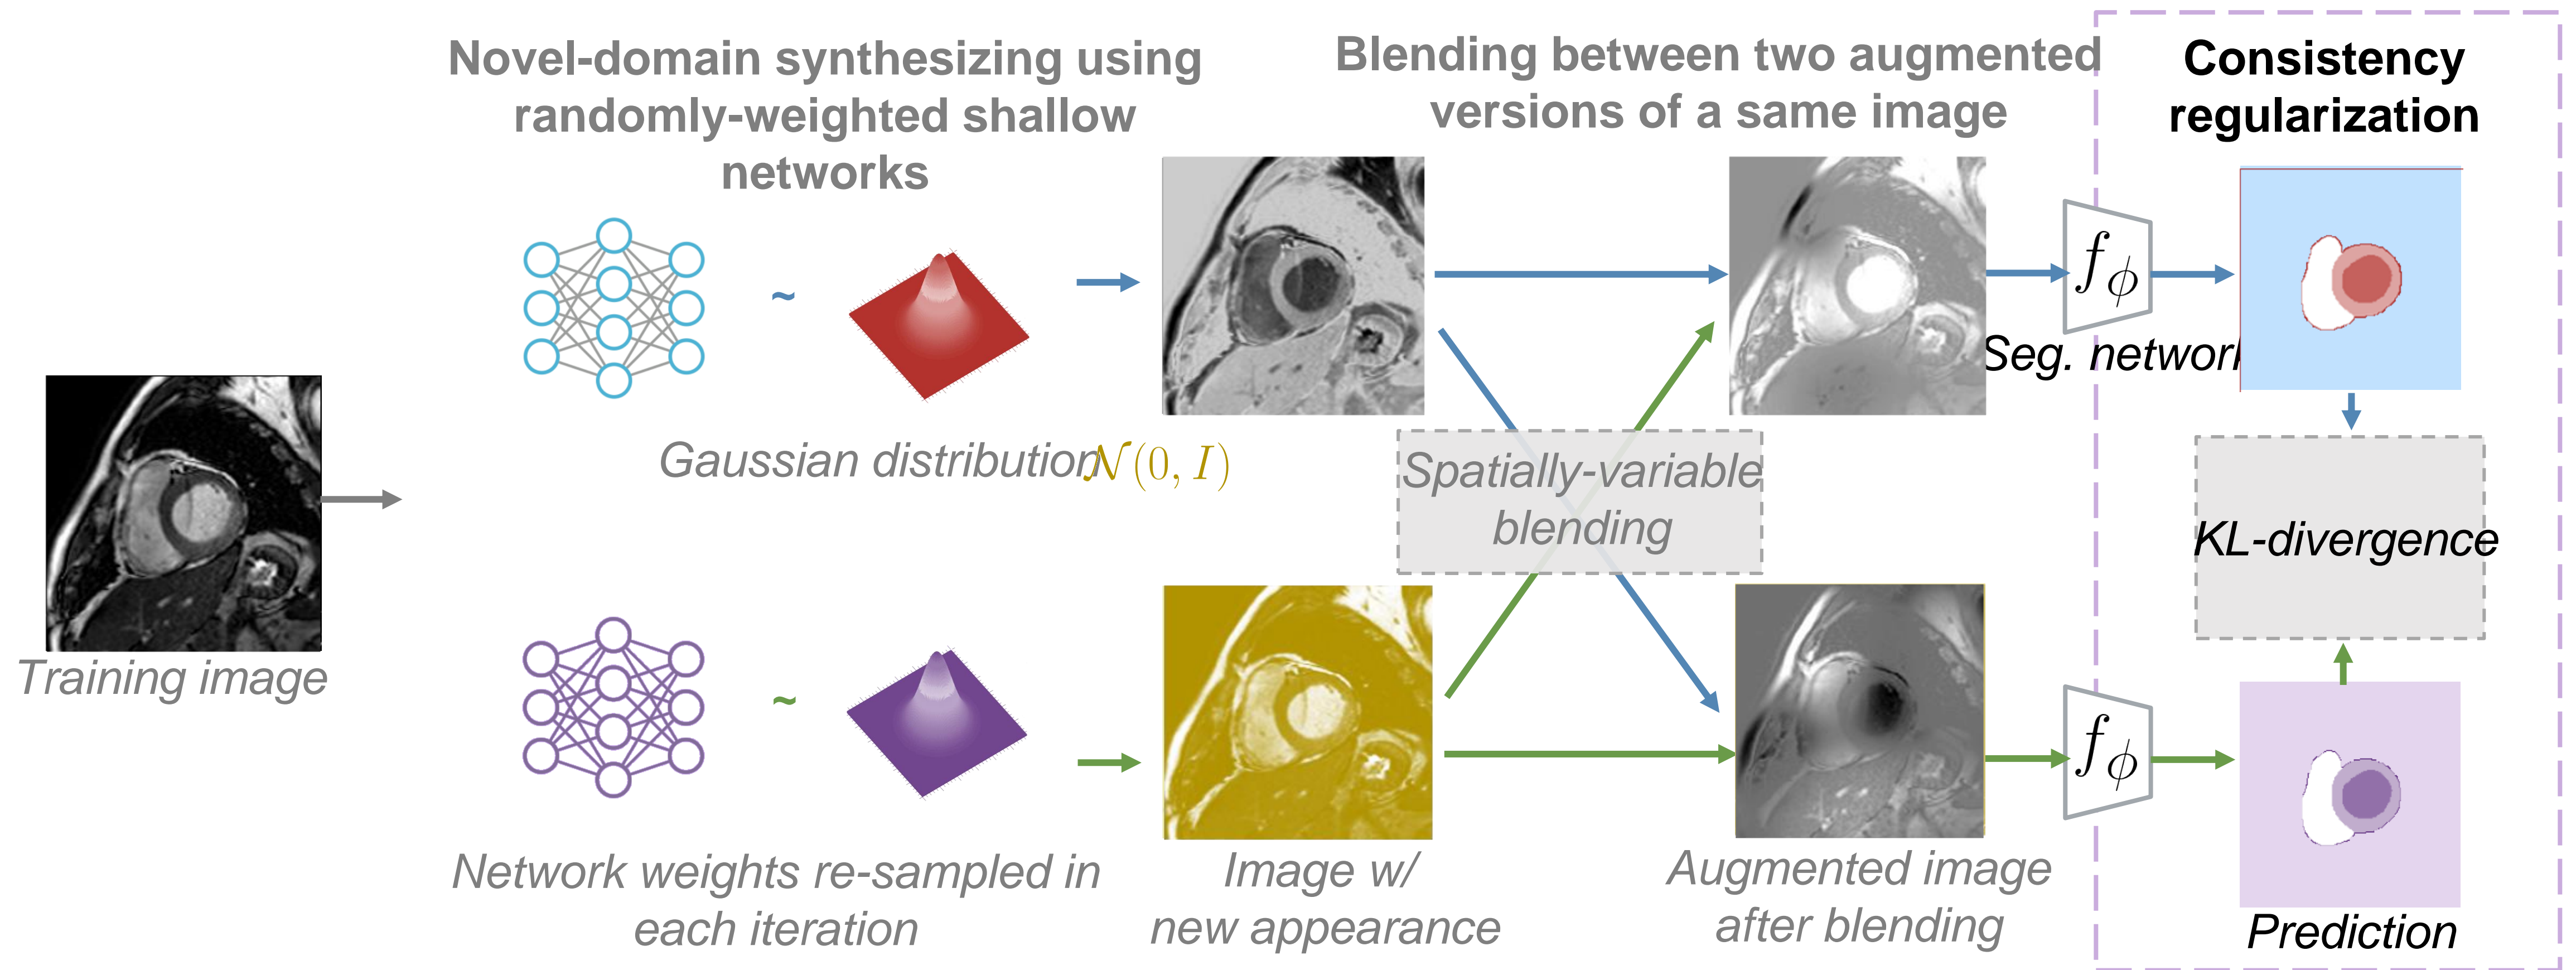 Novel-domain synthesizing using
randomly-weighted shallow
networks
Blending between two augmented
versions of a same image
Consistency
regularization
~
f_ϕ
Seg. network
Gaussian distribution
𝒩(0, I)
Spatially-variable
blending
KL-divergence
Training image
~
f_ϕ
Network weights re-sampled in
each iteration
Image w/
new appearance
Augmented image
after blending
Prediction